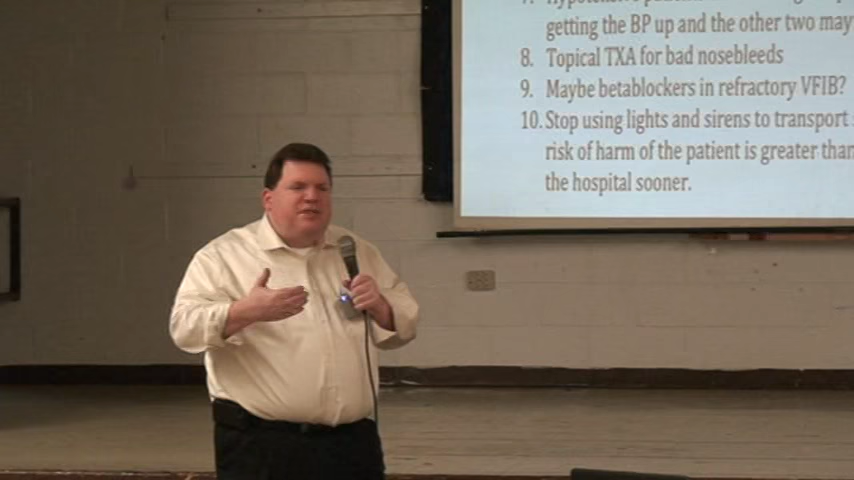 getting the BP up and the other two may
8. Topical TXA for bad nosebleeds
9. Maybe betablockers in refractory VFIB?
10. Stop using lights and sirens to transport
risk of harm of the patient is greater than
the hospital sooner.